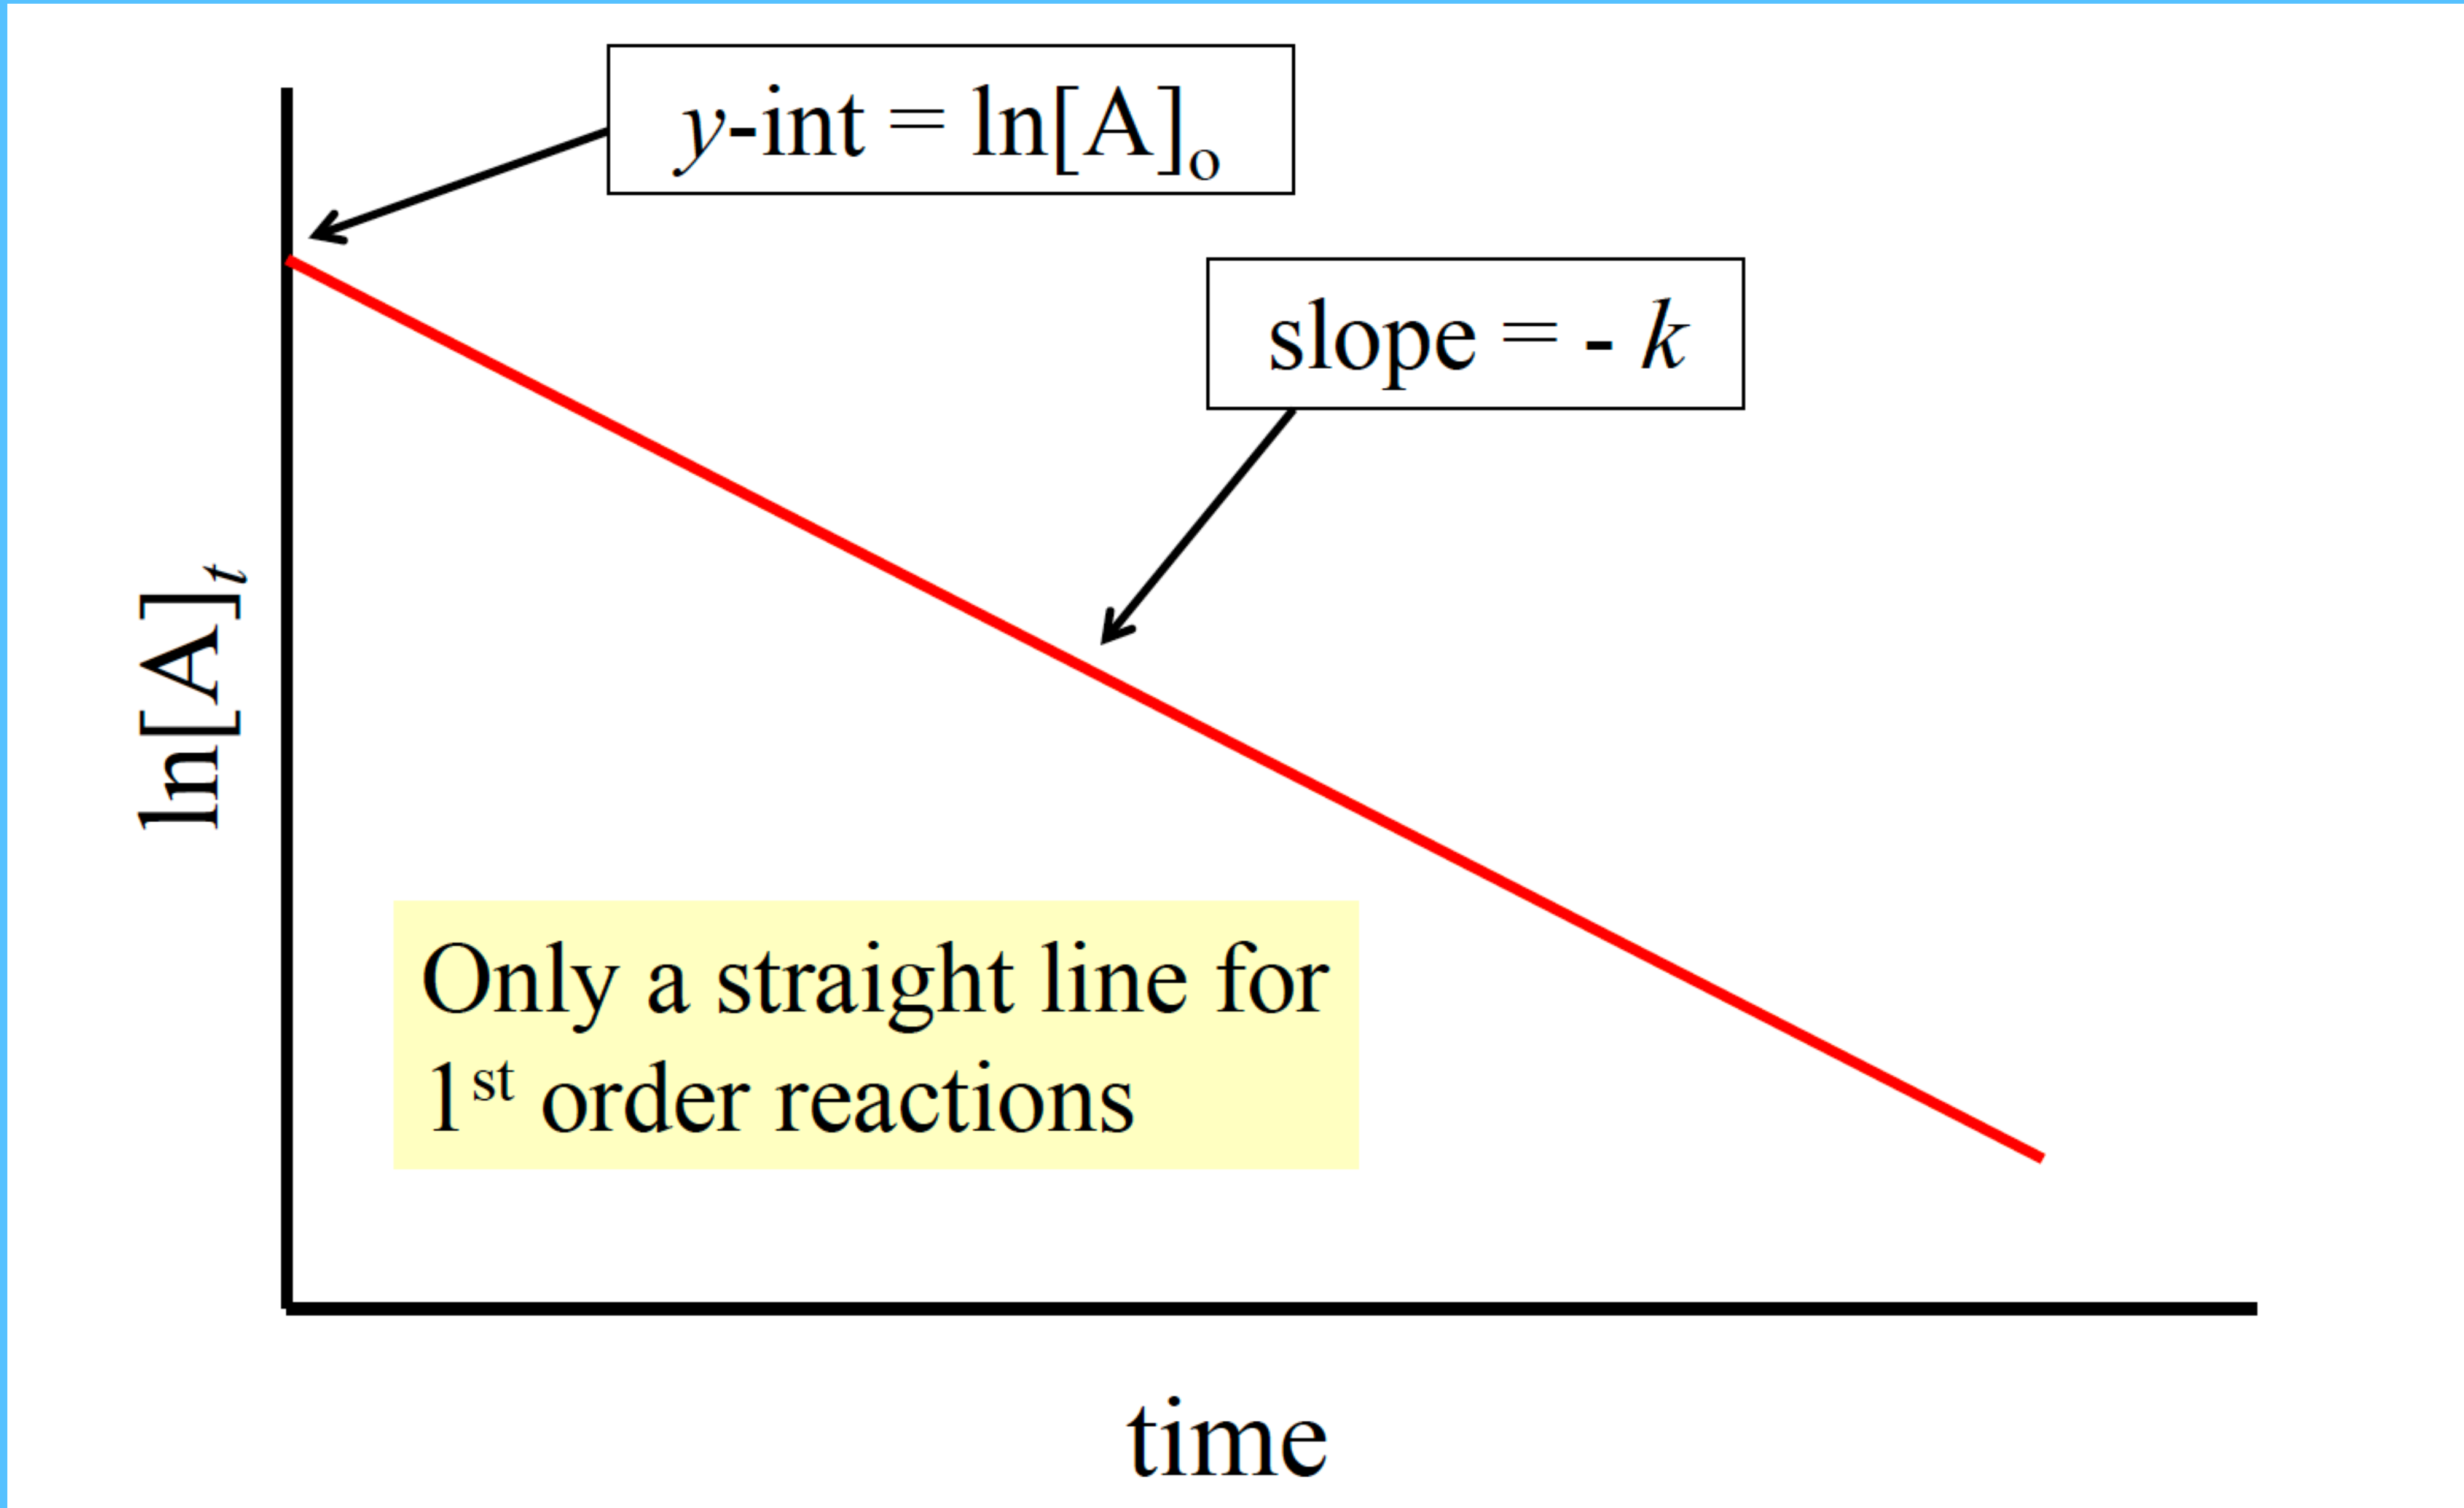 y-int = ln[A]ₒ
slope = - k
ln[A]ₜ
Only a straight line for
1ˢᵗ order reactions
time